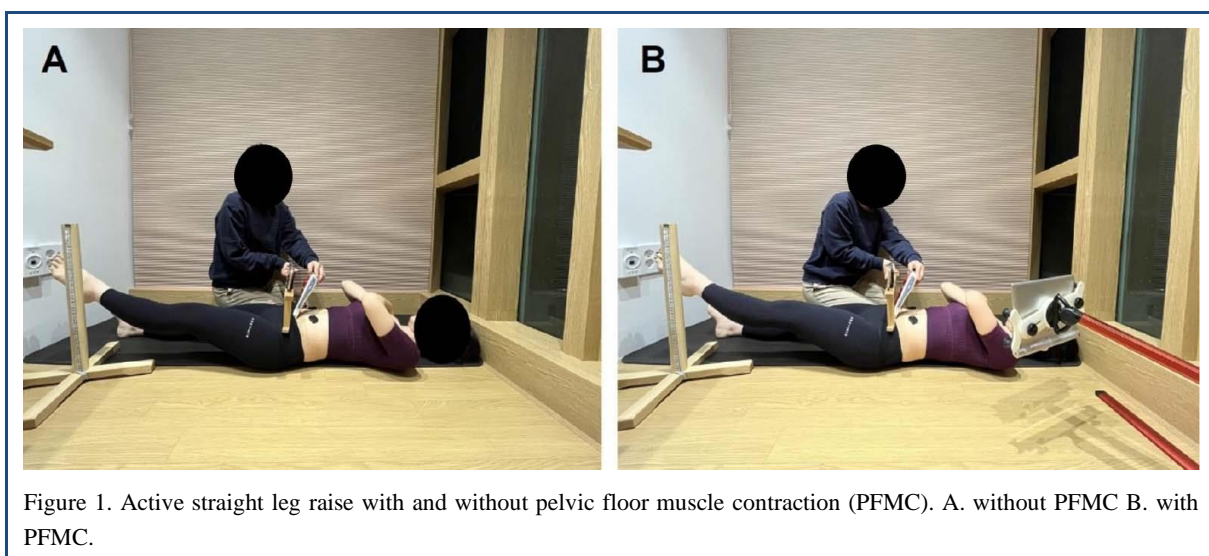 A
B
Figure 1. Active straight leg raise with and without pelvic floor muscle contraction (PFMC). A. without PFMC B. with
PFMC.